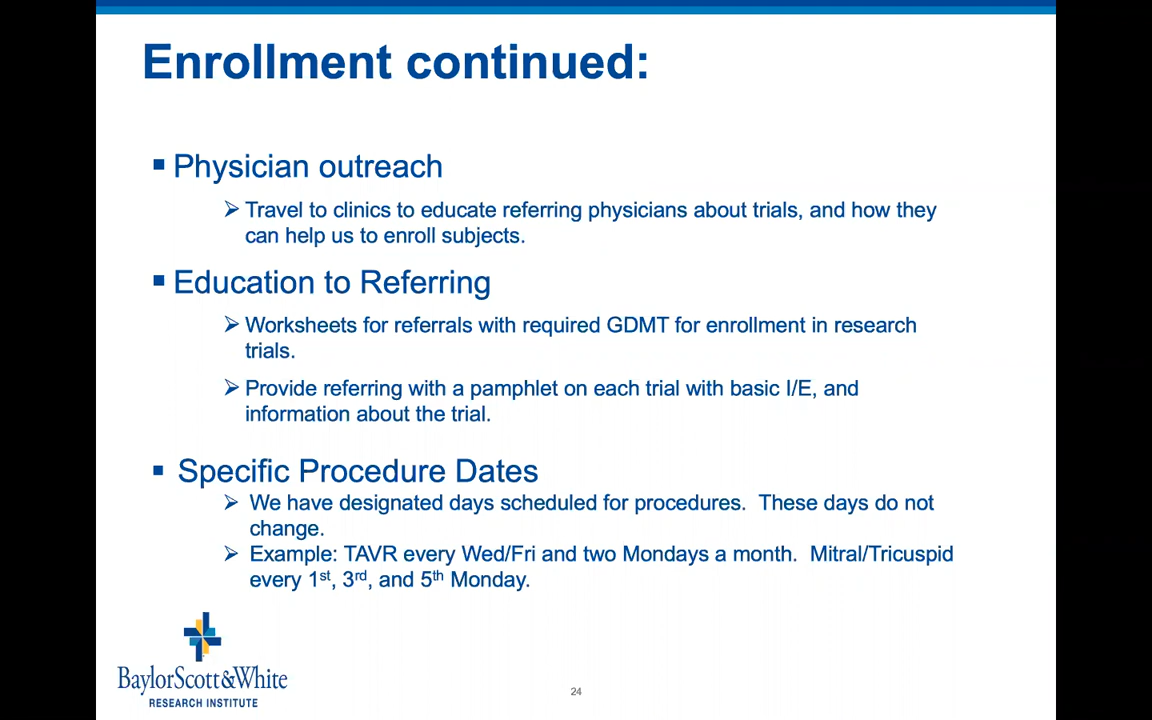 Enrollment continued:
▪ Physician outreach
➢ Travel to clinics to educate referring physicians about trials, and how they
can help us to enroll subjects.
▪ Education to Referring
➢ Worksheets for referrals with required GDMT for enrollment in research
trials.
➢ Provide referring with a pamphlet on each trial with basic I/E, and
information about the trial.
▪ Specific Procedure Dates
➢ We have designated days scheduled for procedures.  These days do not
change.
➢ Example: TAVR every Wed/Fri and two Mondays a month.  Mitral/Tricuspid
every 1st, 3rd, and 5th Monday.
BaylorScott&White
RESEARCH INSTITUTE
24